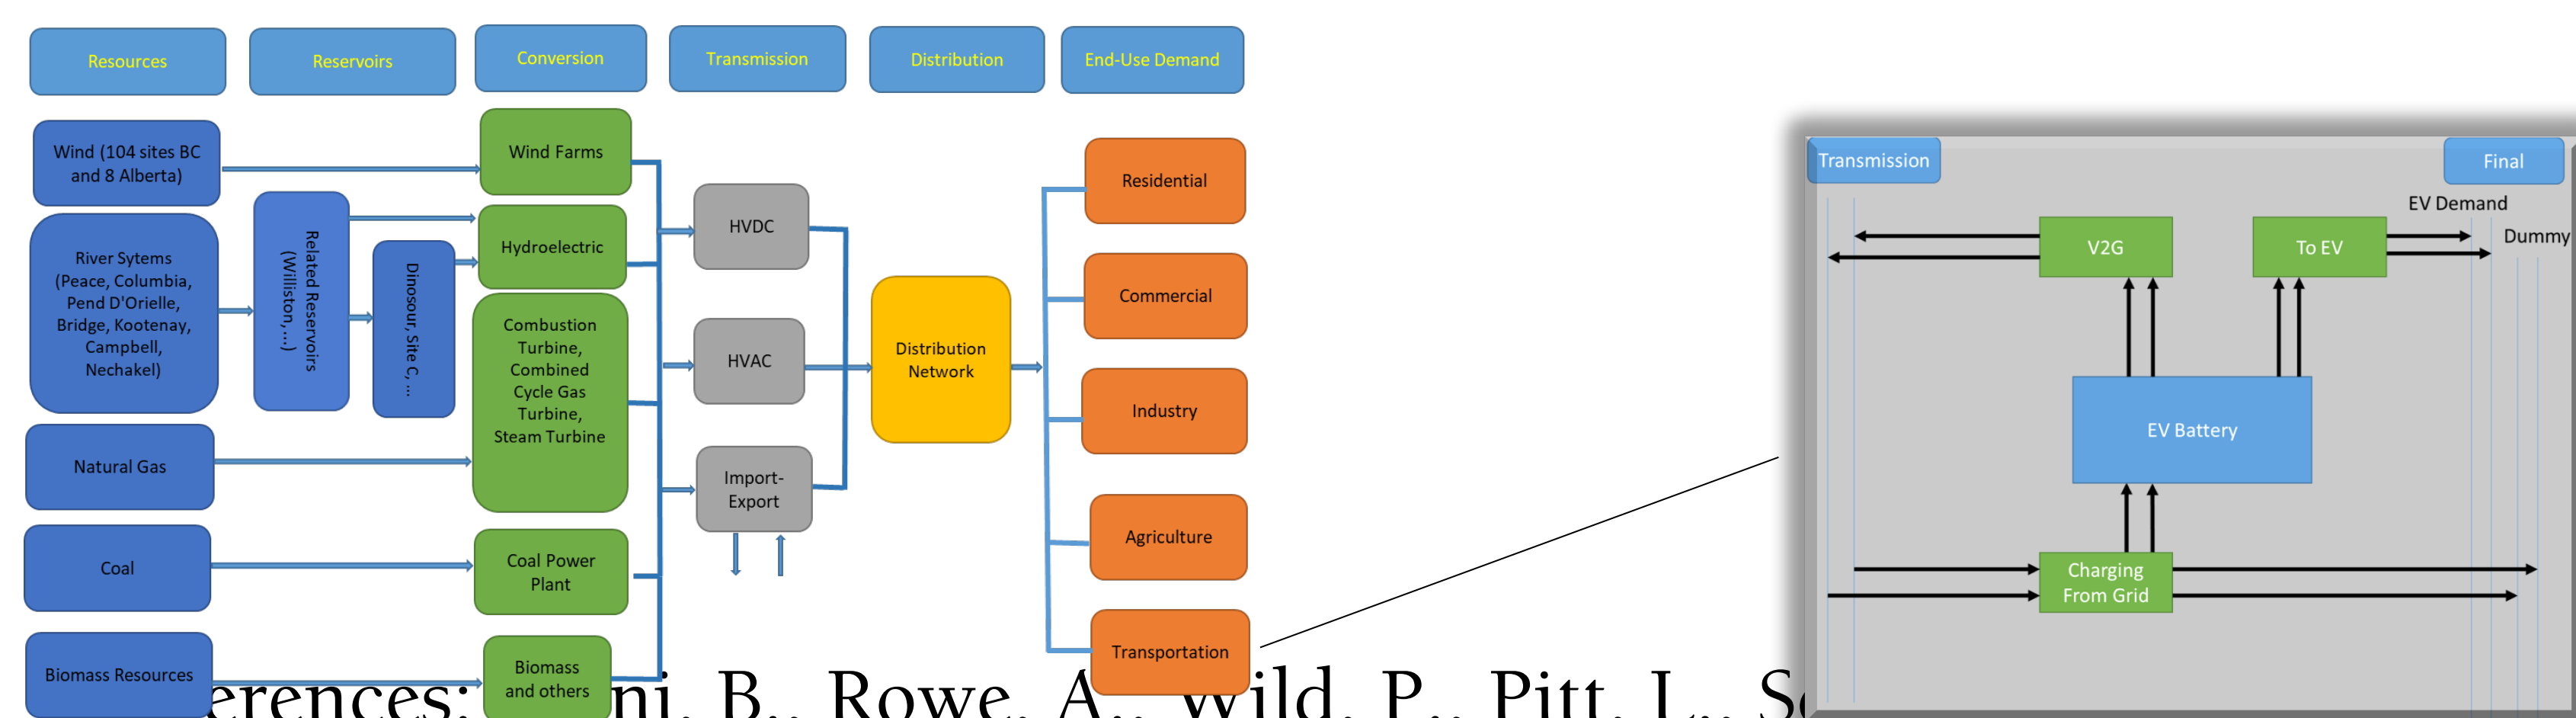 Resources
Reservoirs
Conversion
Transmission
Distribution
End-Use Demand
Wind (104 sites BC
and 8 Alberta)
River Sytems
(Peace, Columbia,
Pend D'Orielle,
Bridge, Kootenay,
Campbell,
Nechakel)
Natural Gas
Coal
Biomass Resources
Related Reservoirs
(Williston,...)
Dinosour, Site C, ...
Wind Farms
Hydroelectric
Combustion
Turbine,
Combined
Cycle Gas
Turbine,
Steam Turbine
Coal Power
Plant
Biomass
and others
HVDC
HVAC
Import-
Export
Distribution
Network
Residential
Commercial
Industry
Agriculture
Transportation
Transmission
Final
EV Demand
Dummy
V2G
To EV
EV Battery
Charging
From Grid
B., Rowe, A., Wild, P., Pitt, L.,